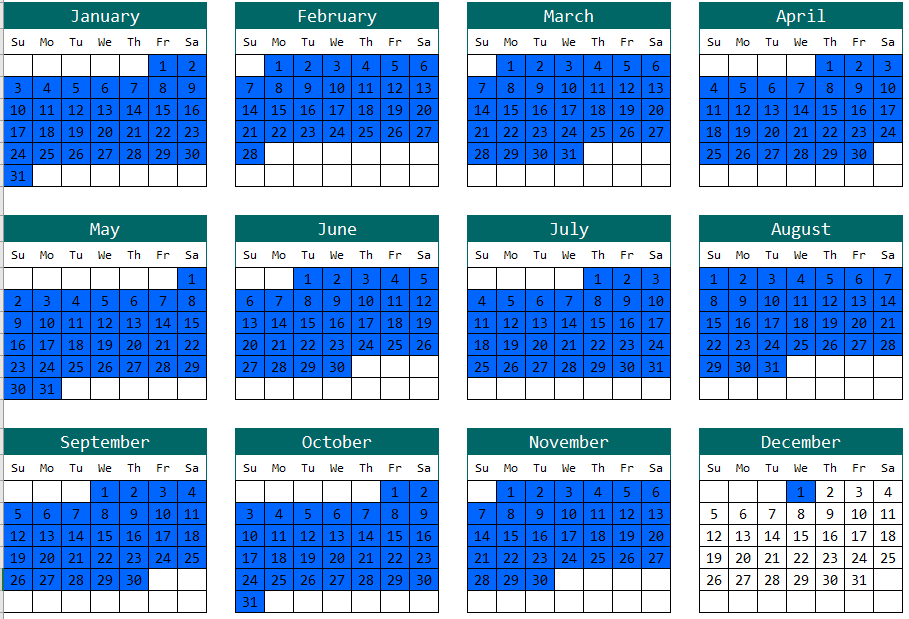 January February March April
Su Mo Tu We Th Fr Sa Su Mo Tu We Th Fr Sa Su Mo Tu We Th Fr Sa Su Mo Tu We Th Fr Sa
1 2 1 2 3 4 5 6 1 2 3 4 5 6 1 2 3
3 4 5 6 7 8 9 7 8 9 10 11 12 13 7 8 9 10 11 12 13 4 5 6 7 8 9 10
10 11 12 13 14 15 16 14 15 16 17 18 19 20 14 15 16 17 18 19 20 11 12 13 14 15 16 17
17 18 19 20 21 22 23 21 22 23 24 25 26 27 21 22 23 24 25 26 27 18 19 20 21 22 23 24
24 25 26 27 28 29 30 28 28 29 30 31 25 26 27 28 29 30
31
May June July August
Su Mo Tu We Th Fr Sa Su Mo Tu We Th Fr Sa Su Mo Tu We Th Fr Sa Su Mo Tu We Th Fr Sa
1 1 2 3 4 5 1 2 3 1 2 3 4 5 6 7
2 3 4 5 6 7 8 6 7 8 9 10 11 12 4 5 6 7 8 9 10 8 9 10 11 12 13 14
9 10 11 12 13 14 15 13 14 15 16 17 18 19 11 12 13 14 15 16 17 15 16 17 18 19 20 21
16 17 18 19 20 21 22 20 21 22 23 24 25 26 18 19 20 21 22 23 24 22 23 24 25 26 27 28
23 24 25 26 27 28 29 27 28 29 30 25 26 27 28 29 30 31 29 30 31
30 31
September October November December
Su Mo Tu We Th Fr Sa Su Mo Tu We Th Fr Sa Su Mo Tu We Th Fr Sa Su Mo Tu We Th Fr Sa
1 2 3 4 1 2 1 2 3 4 5 6 1 2 3 4
5 6 7 8 9 10 11 3 4 5 6 7 8 9 7 8 9 10 11 12 13 5 6 7 8 9 10 11
12 13 14 15 16 17 18 10 11 12 13 14 15 16 14 15 16 17 18 19 20 12 13 14 15 16 17 18
19 20 21 22 23 24 25 17 18 19 20 21 22 23 21 22 23 24 25 26 27 19 20 21 22 23 24 25
26 27 28 29 30 24 25 26 27 28 29 30 28 29 30 26 27 28 29 30 31
31